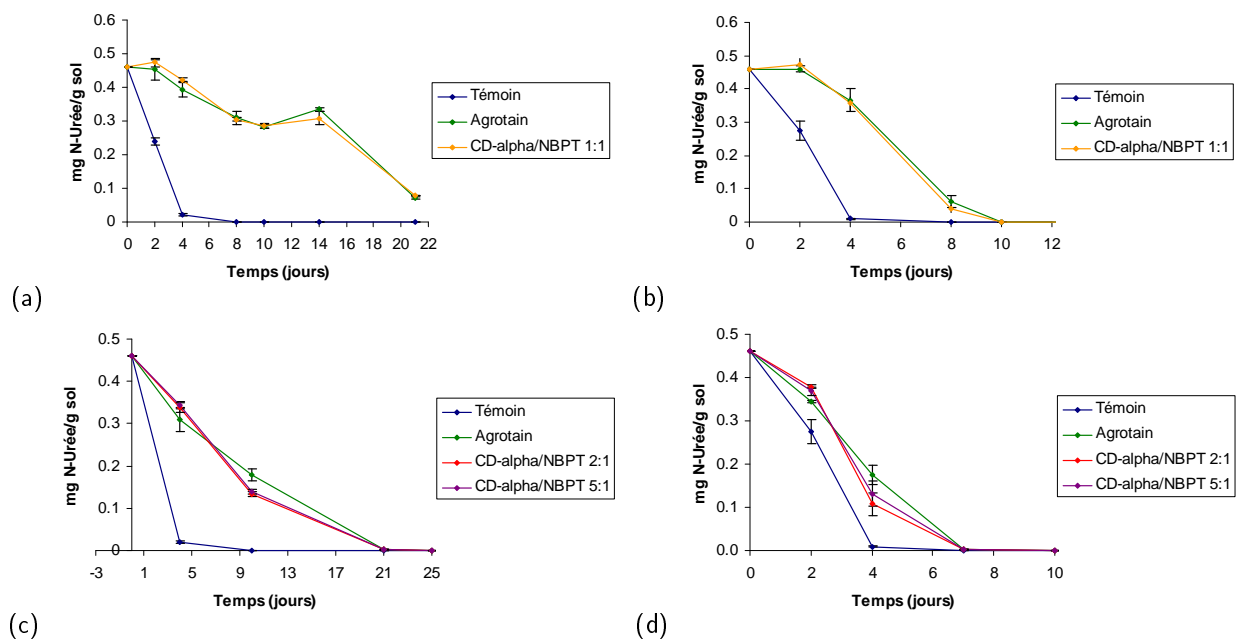 0.6
0.5
0.4
0.3
0.2
0.1
0
mg N-Urée/g sol
0 2 4 6 8 10 12 14 16 18 20 22
Temps (jours)
Témoin
Agrotain
CD-alpha/NBPT 1:1
(a)
0.6
0.5
0.4
0.3
0.2
0.1
0
mg N-Urée/g sol
0 2 4 6 8 10 12
Temps (jours)
Témoin
Agrotain
CD-alpha/NBPT 1:1
(b)
0.5
0.4
0.3
0.2
0.1
0
mg N-Urée/g sol
-3 1 5 9 13 17 21 25
Temps (jours)
Témoin
Agrotain
CD-alpha/NBPT 2:1
CD-alpha/NBPT 5:1
(c)
0.5
0.4
0.3
0.2
0.1
0.0
mg N-Urée/g sol
0 2 4 6 8 10
Temps (jours)
Témoin
Agrotain
CD-alpha/NBPT 2:1
CD-alpha/NBPT 5:1
(d)